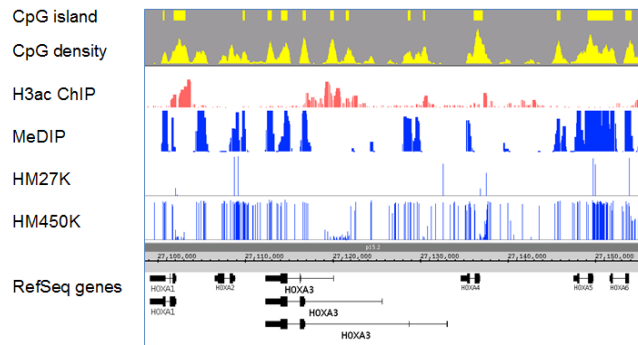 CpG island
CpG density
H3ac ChIP
MeDIP
HM27K
HM450K
p15.2
27,100,000 27,110,000 27,120,000 27,130,000 27,140,000 27,150,000
RefSeq genes
HOXA1 HOXA2 HOXA3 HOXA4 HOXA5 HOXA6
HOXA1 HOXA3
HOXA3